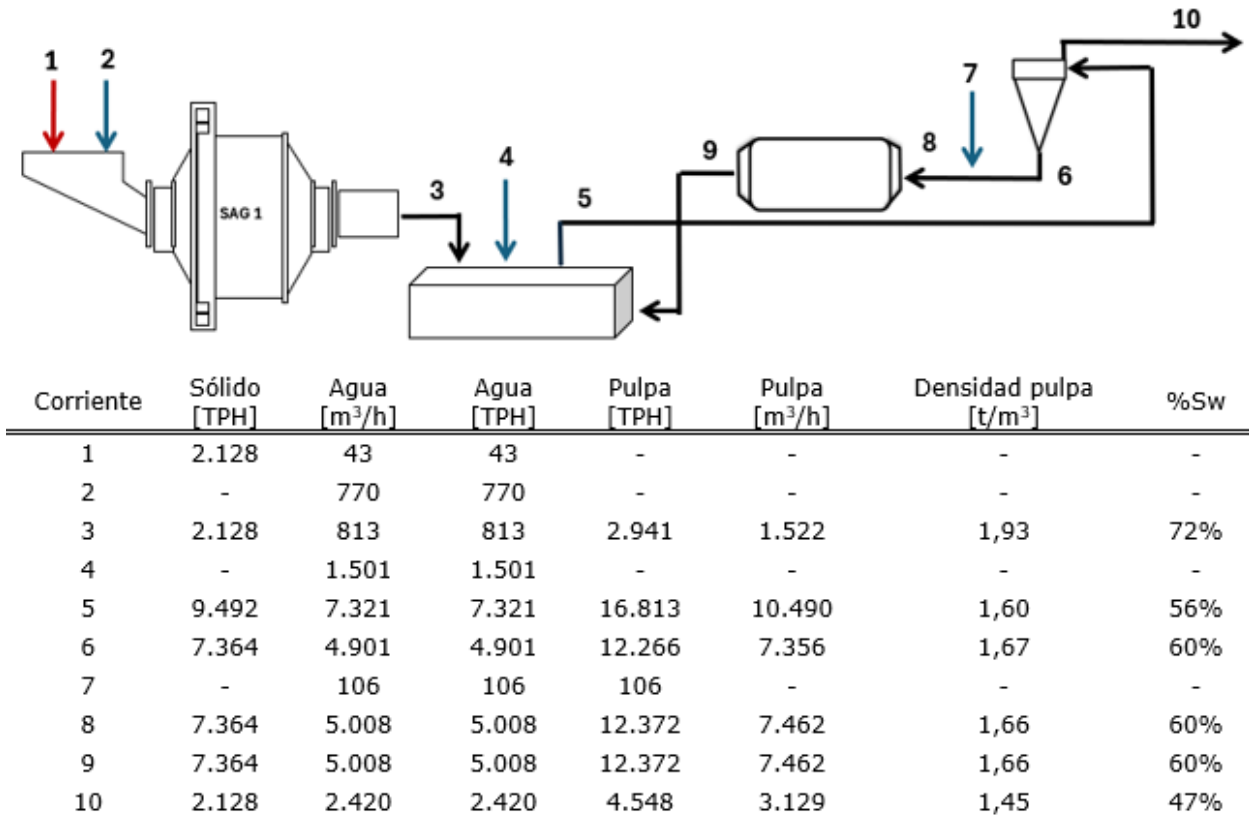 10
1 2
7
4
9 8
3 5 6
SAG 1
Corriente Sólido [TPH] Agua [m³/h] Agua [TPH] Pulpa [TPH] Pulpa [m³/h] Densidad pulpa [t/m³] %Sw
1 2.128 43 43 - - - -
2 - 770 770 - - - -
3 2.128 813 813 2.941 1.522 1,93 72%
4 - 1.501 1.501 - - - -
5 9.492 7.321 7.321 16.813 10.490 1,60 56%
6 7.364 4.901 4.901 12.266 7.356 1,67 60%
7 - 106 106 106 - - -
8 7.364 5.008 5.008 12.372 7.462 1,66 60%
9 7.364 5.008 5.008 12.372 7.462 1,66 60%
10 2.128 2.420 2.420 4.548 3.129 1,45 47%